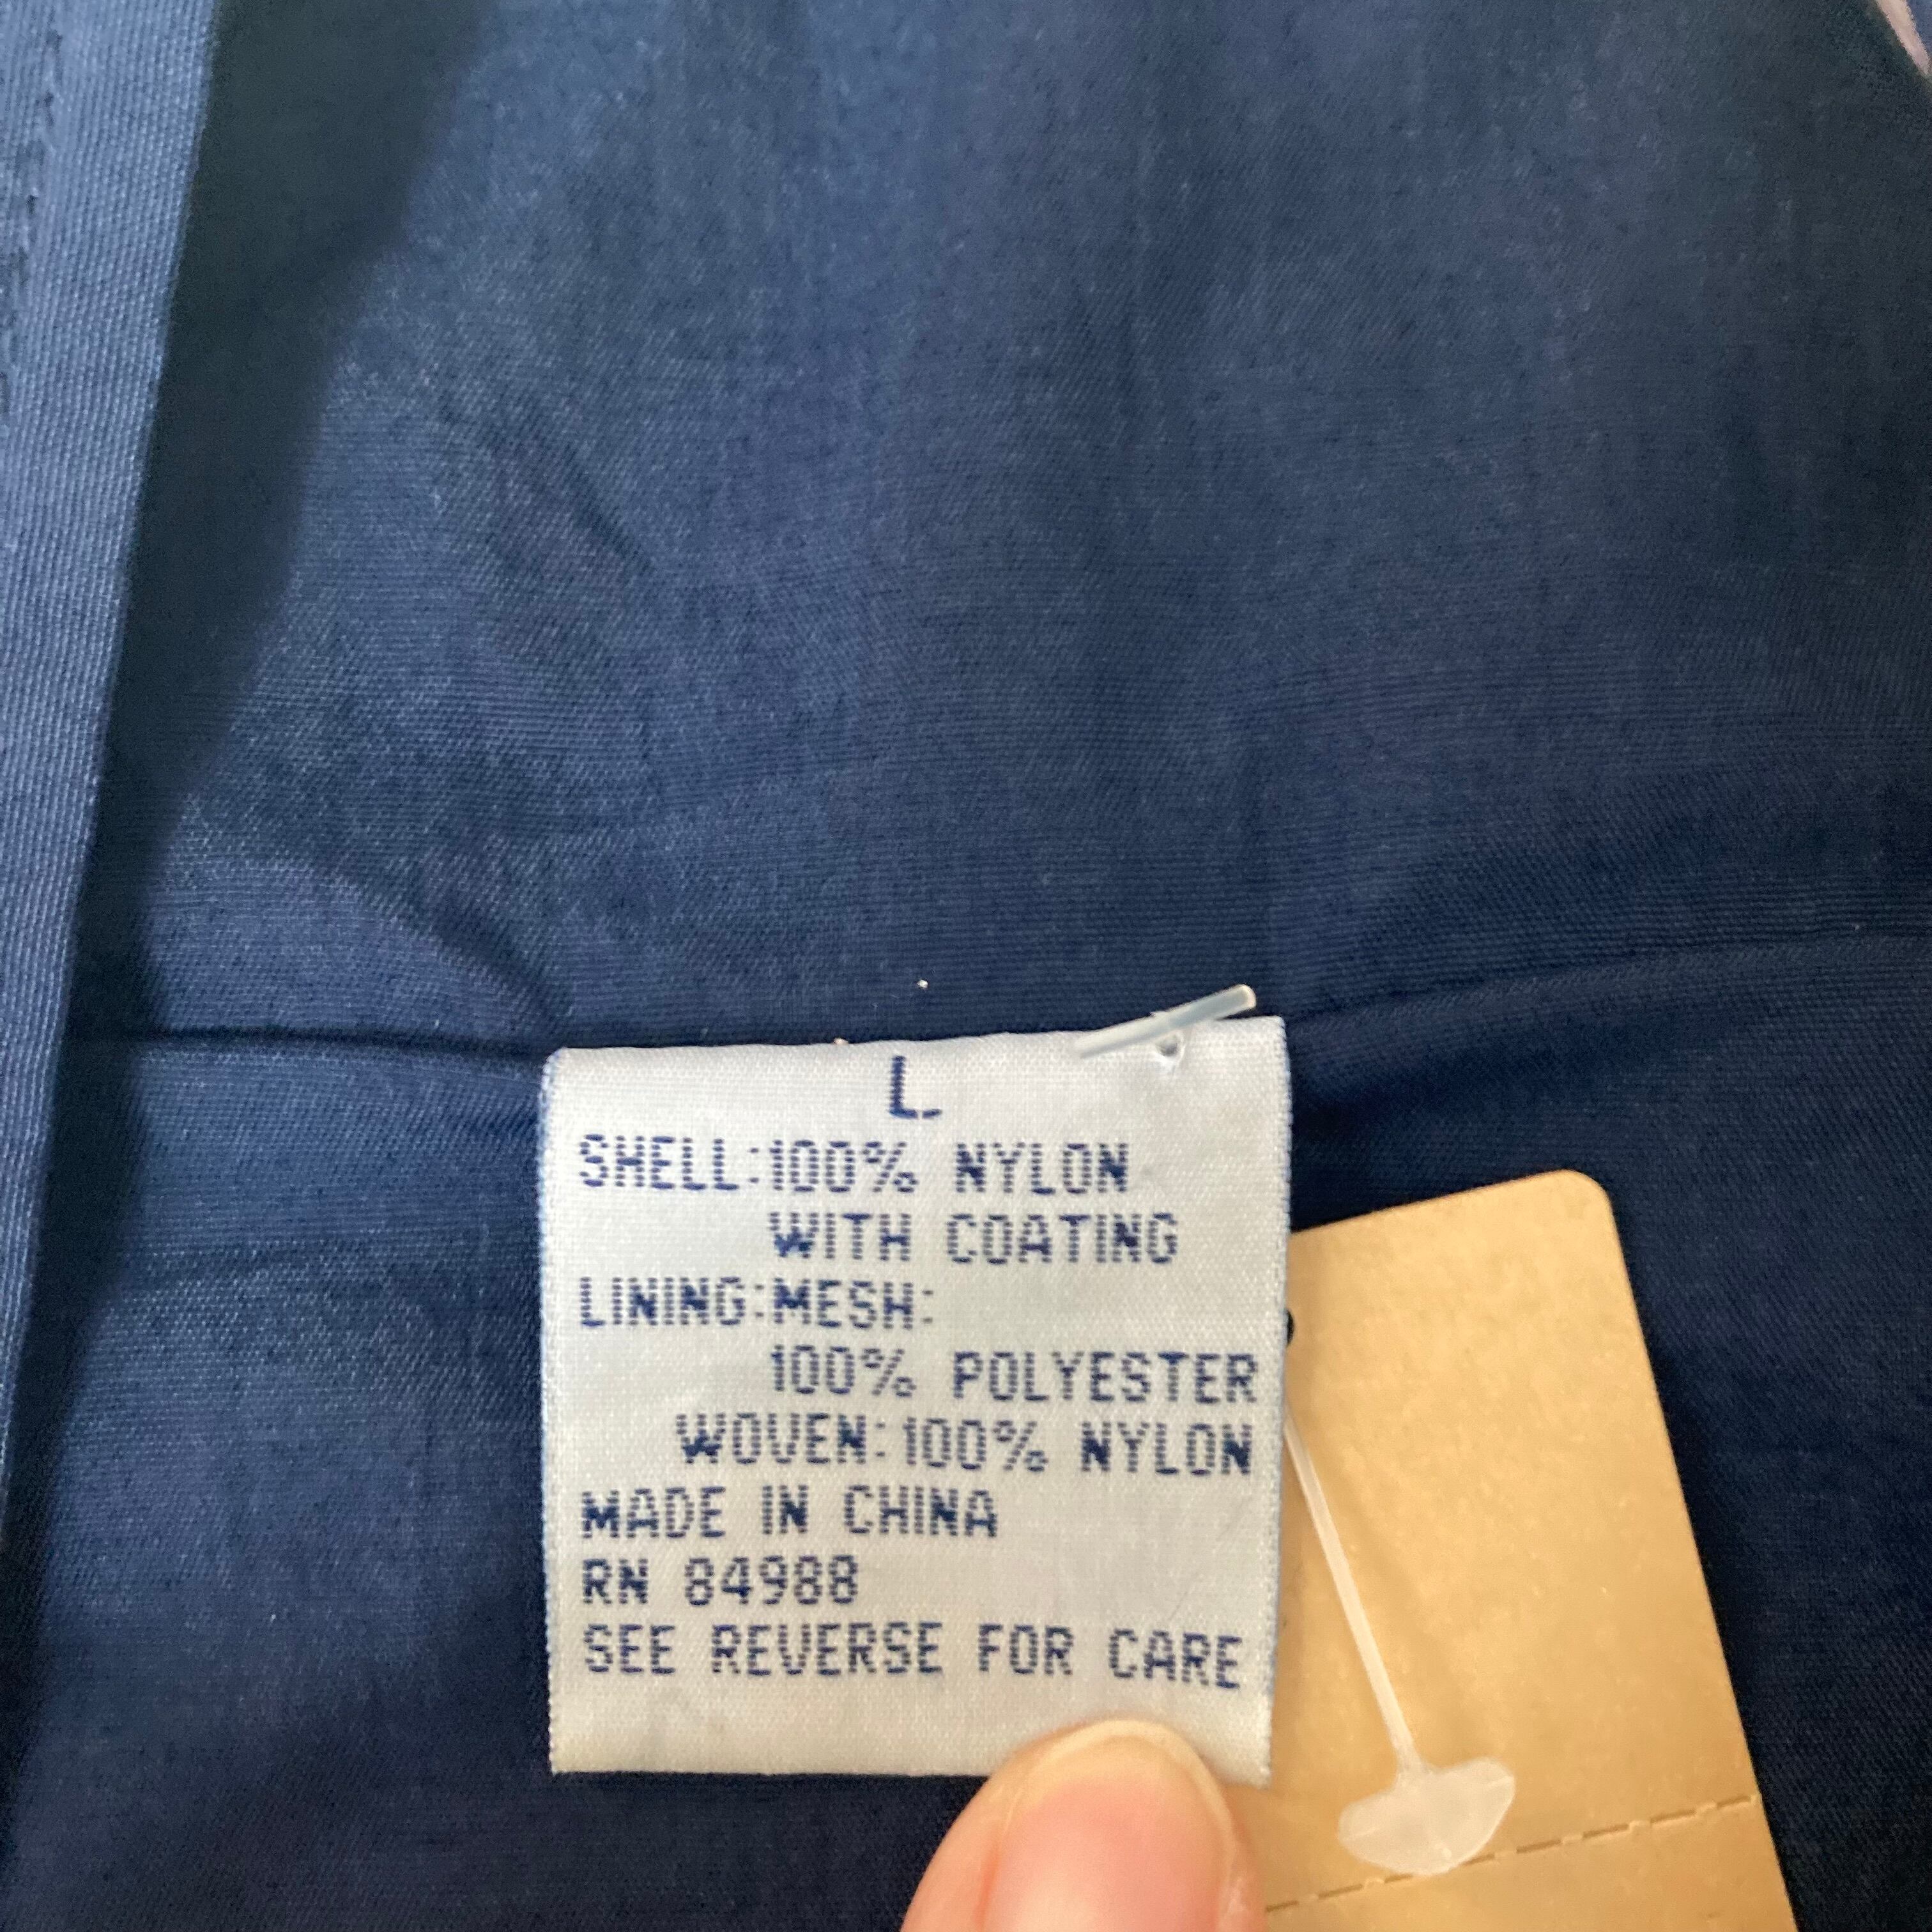 L
SHELL:100% NYLON
WITH COATING
LINING:MESH:
100% POLYESTER
WOVEN:100% NYLON
MADE IN CHINA
RN 84988
SEE REVERSE FOR CARE